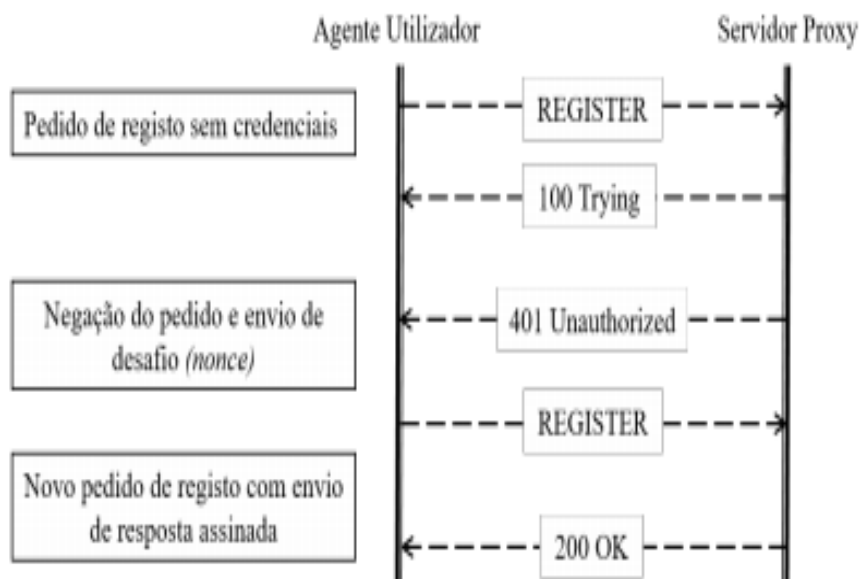 Agente Utilizador
Servidor Proxy
Pedido de registo sem credenciais
REGISTER
100 Trying
Negação do pedido e envio de
desafio (nonce)
401 Unauthorized
REGISTER
Novo pedido de registo com envio
de resposta assinada
200 OK